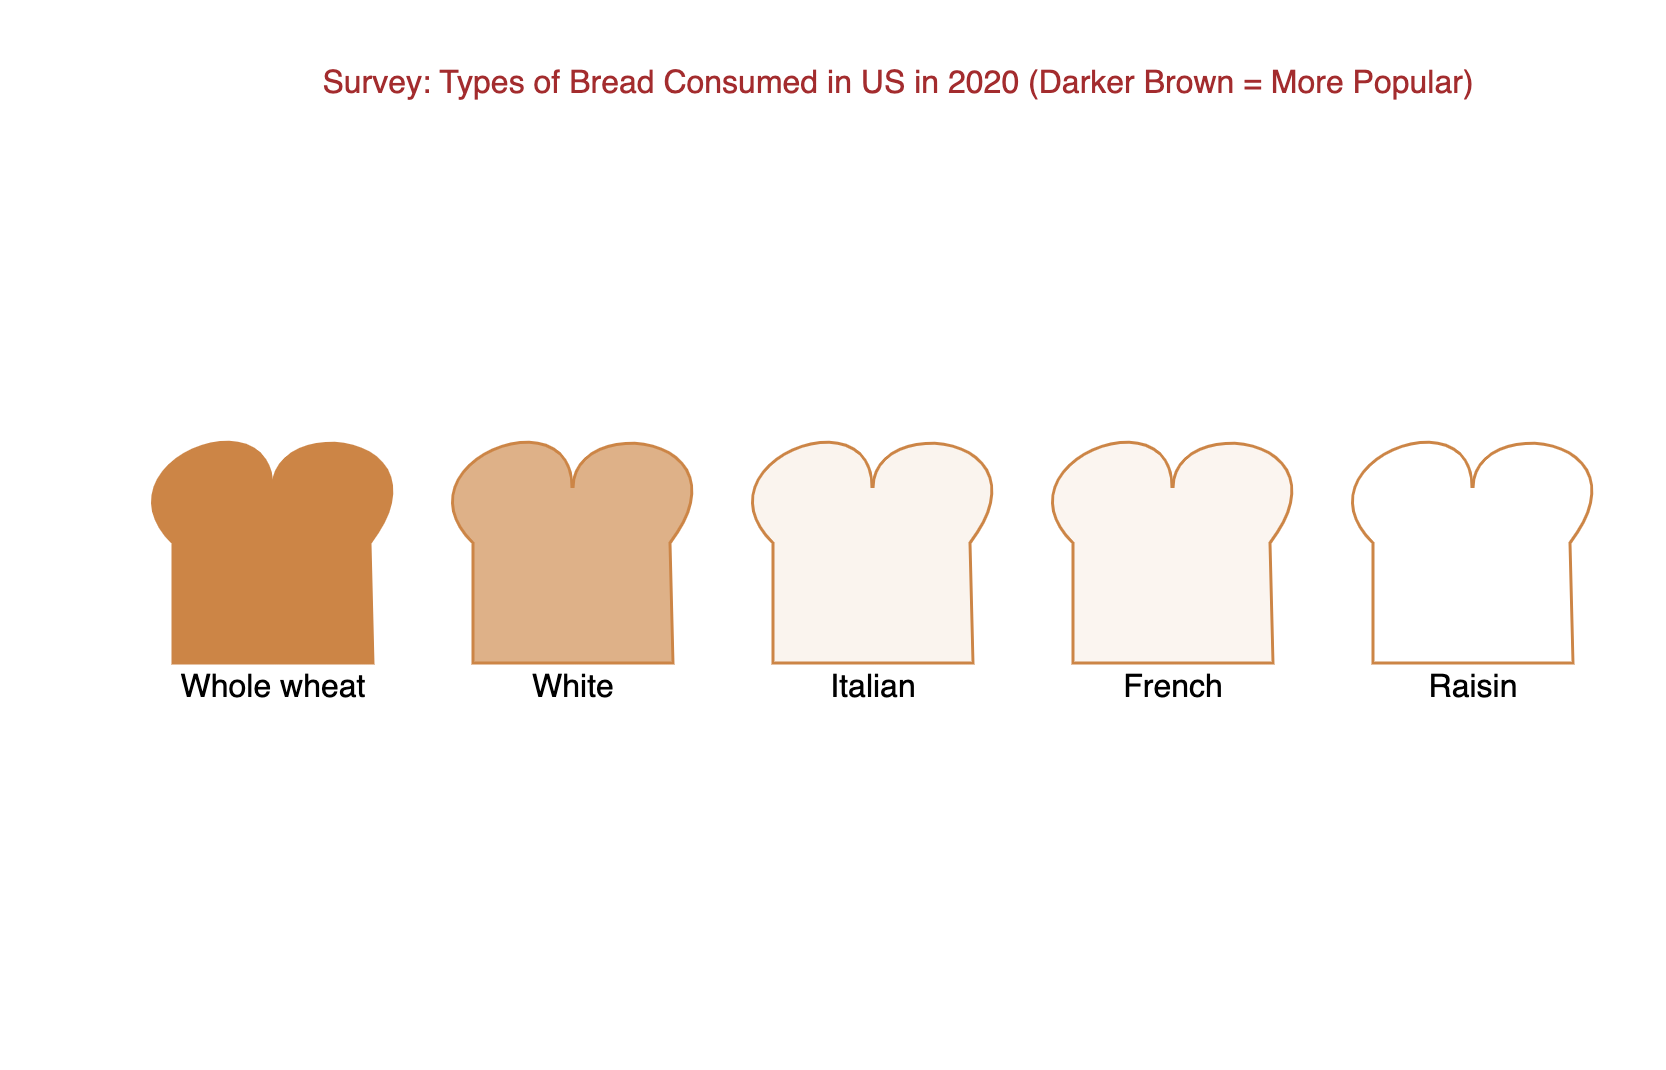 Survey: Types of Bread Consumed in US in 2020 (Darker Brown = More Popular)
Whole wheat
White
Italian
French
Raisin